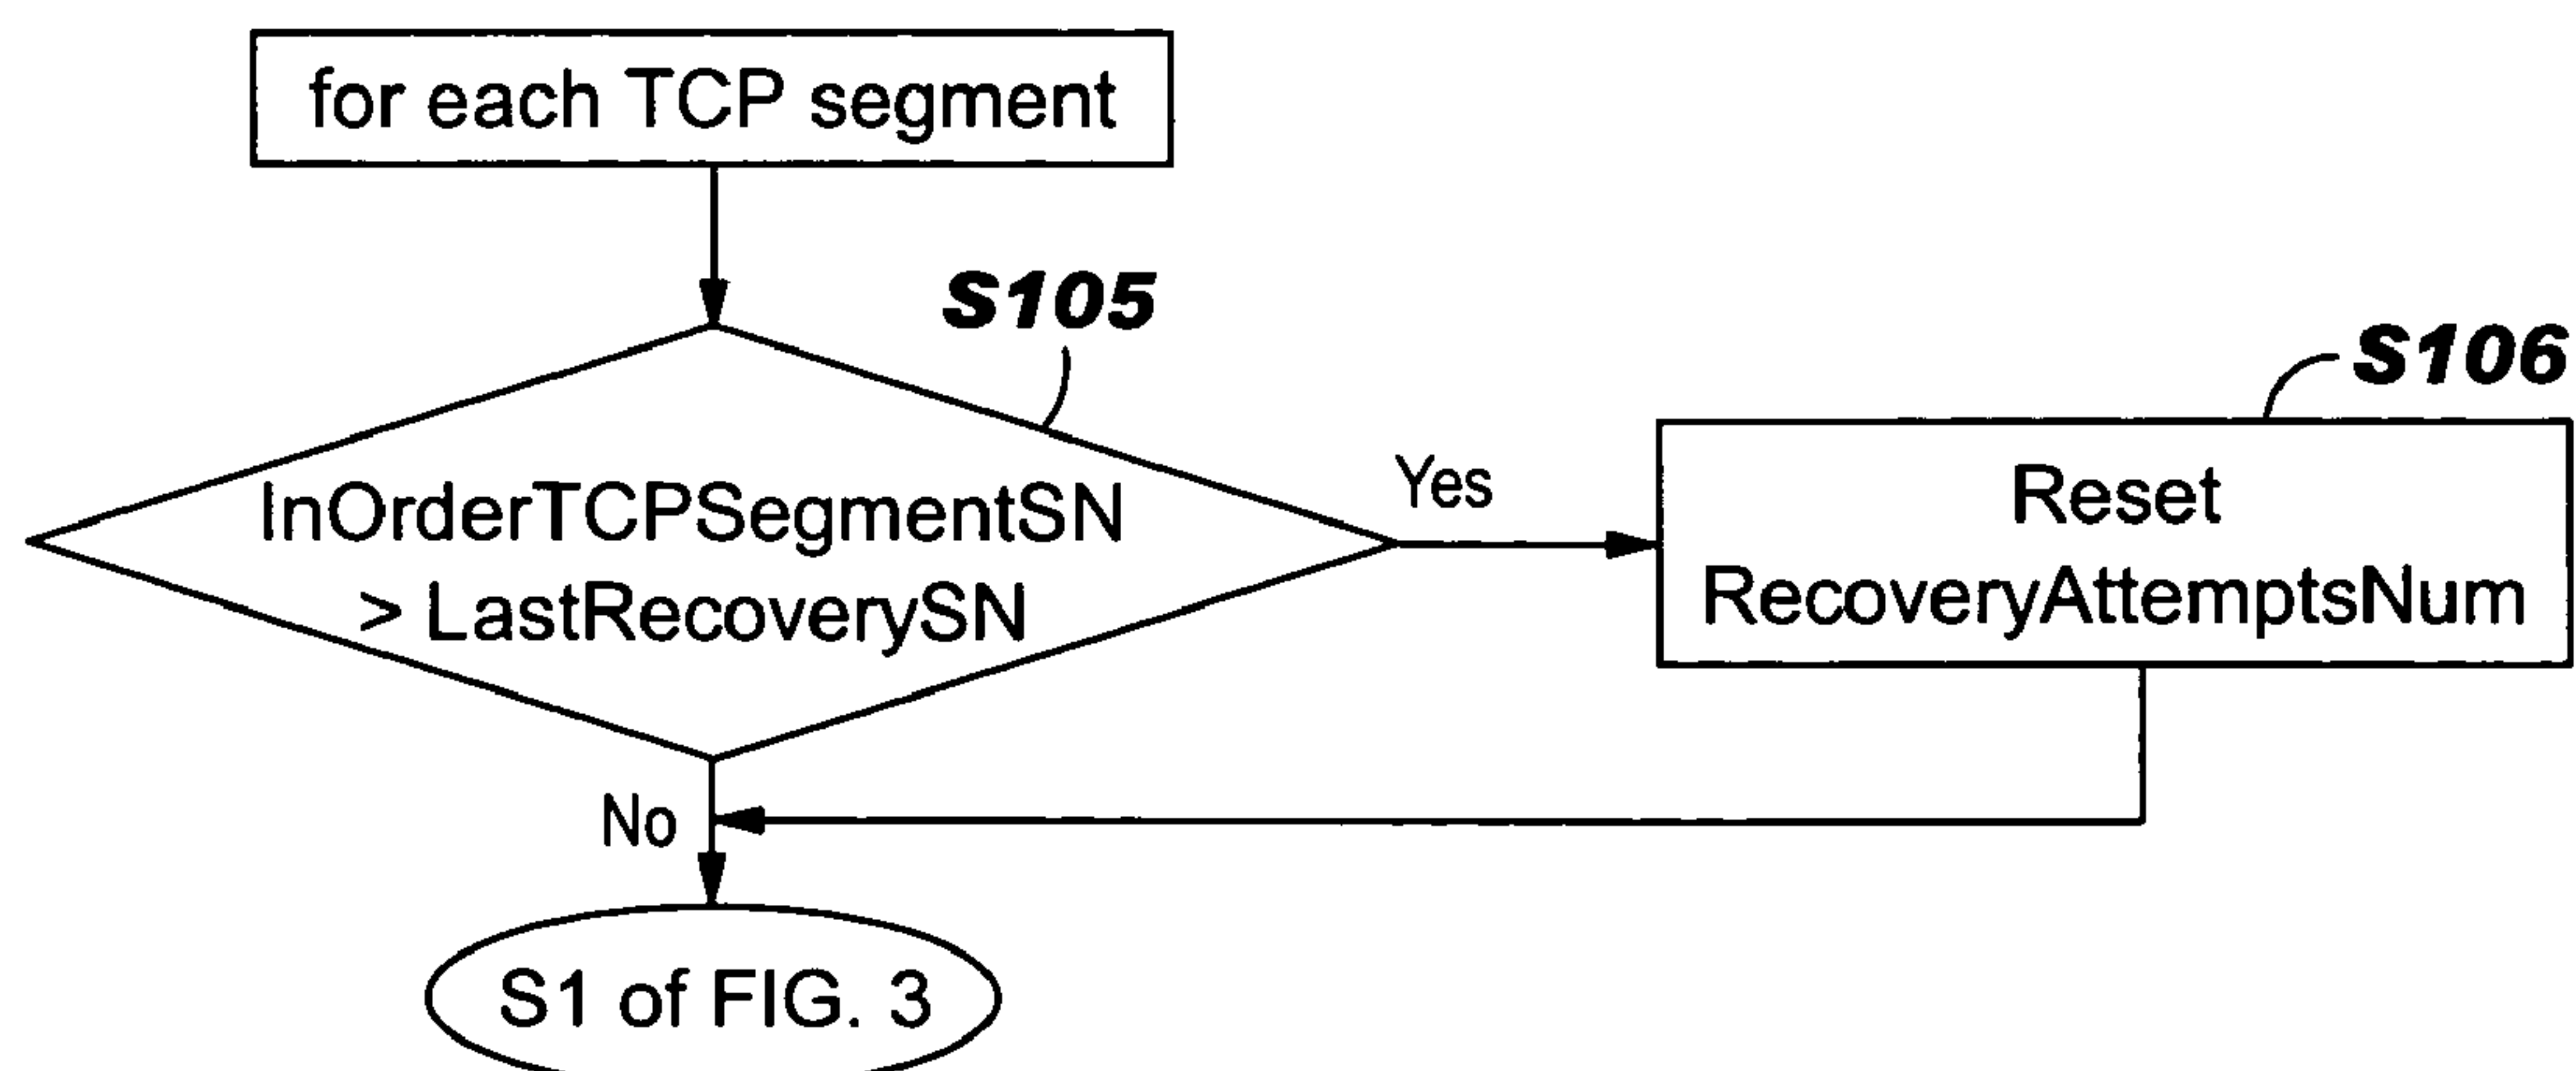 for each TCP segment
S105
InOrderTCPSegmentSN
> LastRecoverySN
Yes
S106
Reset
RecoveryAttemptsNum
No
S1 of FIG. 3